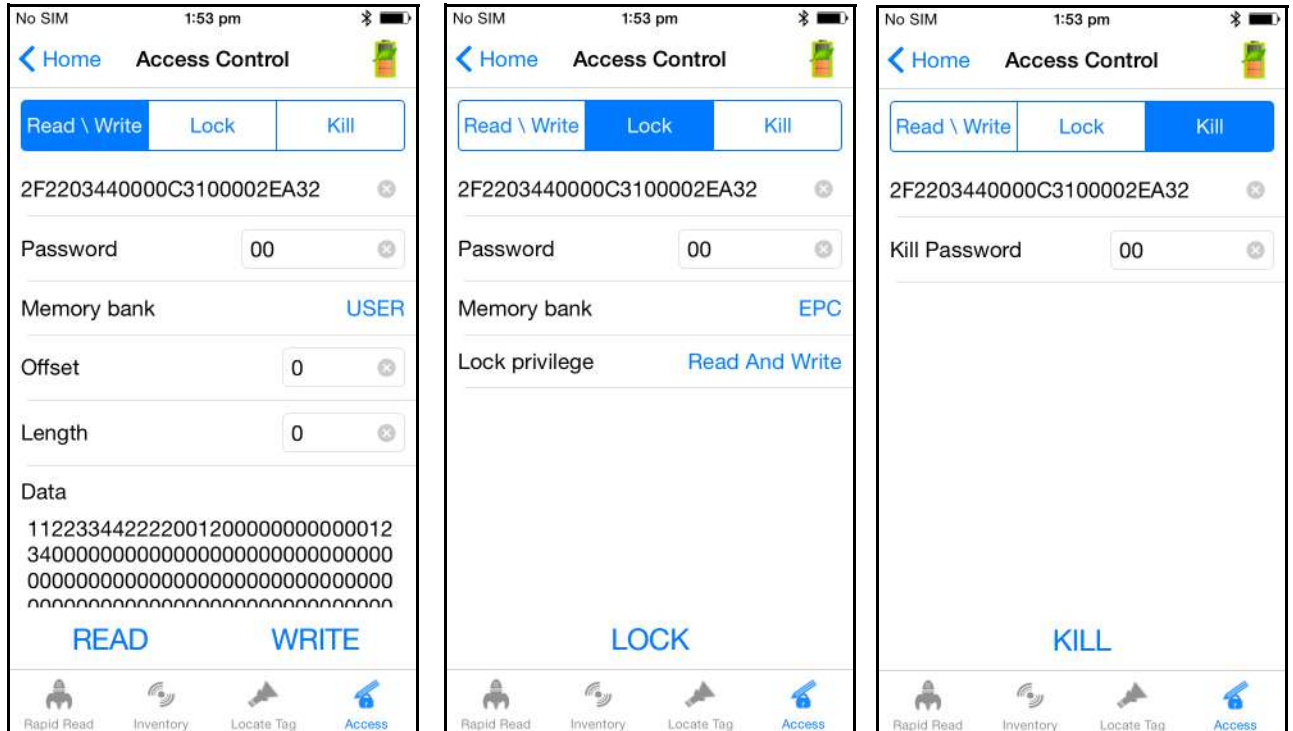 No SIM 1:53 pm
Home Access Control
Read \ Write Lock Kill
2F2203440000C3100002EA32
Password 00
Memory bank USER
Offset 0
Length 0
Data
1122334422220012000000000000012
3400000000000000000000000000000
0000000000000000000000000000000
0000000000000000000000000000000
READ WRITE
Rapid Read Inventory Locate Tag Access
No SIM 1:53 pm
Home Access Control
Read \ Write Lock Kill
2F2203440000C3100002EA32
Password 00
Memory bank EPC
Lock privilege Read And Write
LOCK
Rapid Read Inventory Locate Tag Access
No SIM 1:53 pm
Home Access Control
Read \ Write Lock Kill
2F2203440000C3100002EA32
Kill Password 00
KILL
Rapid Read Inventory Locate Tag Access